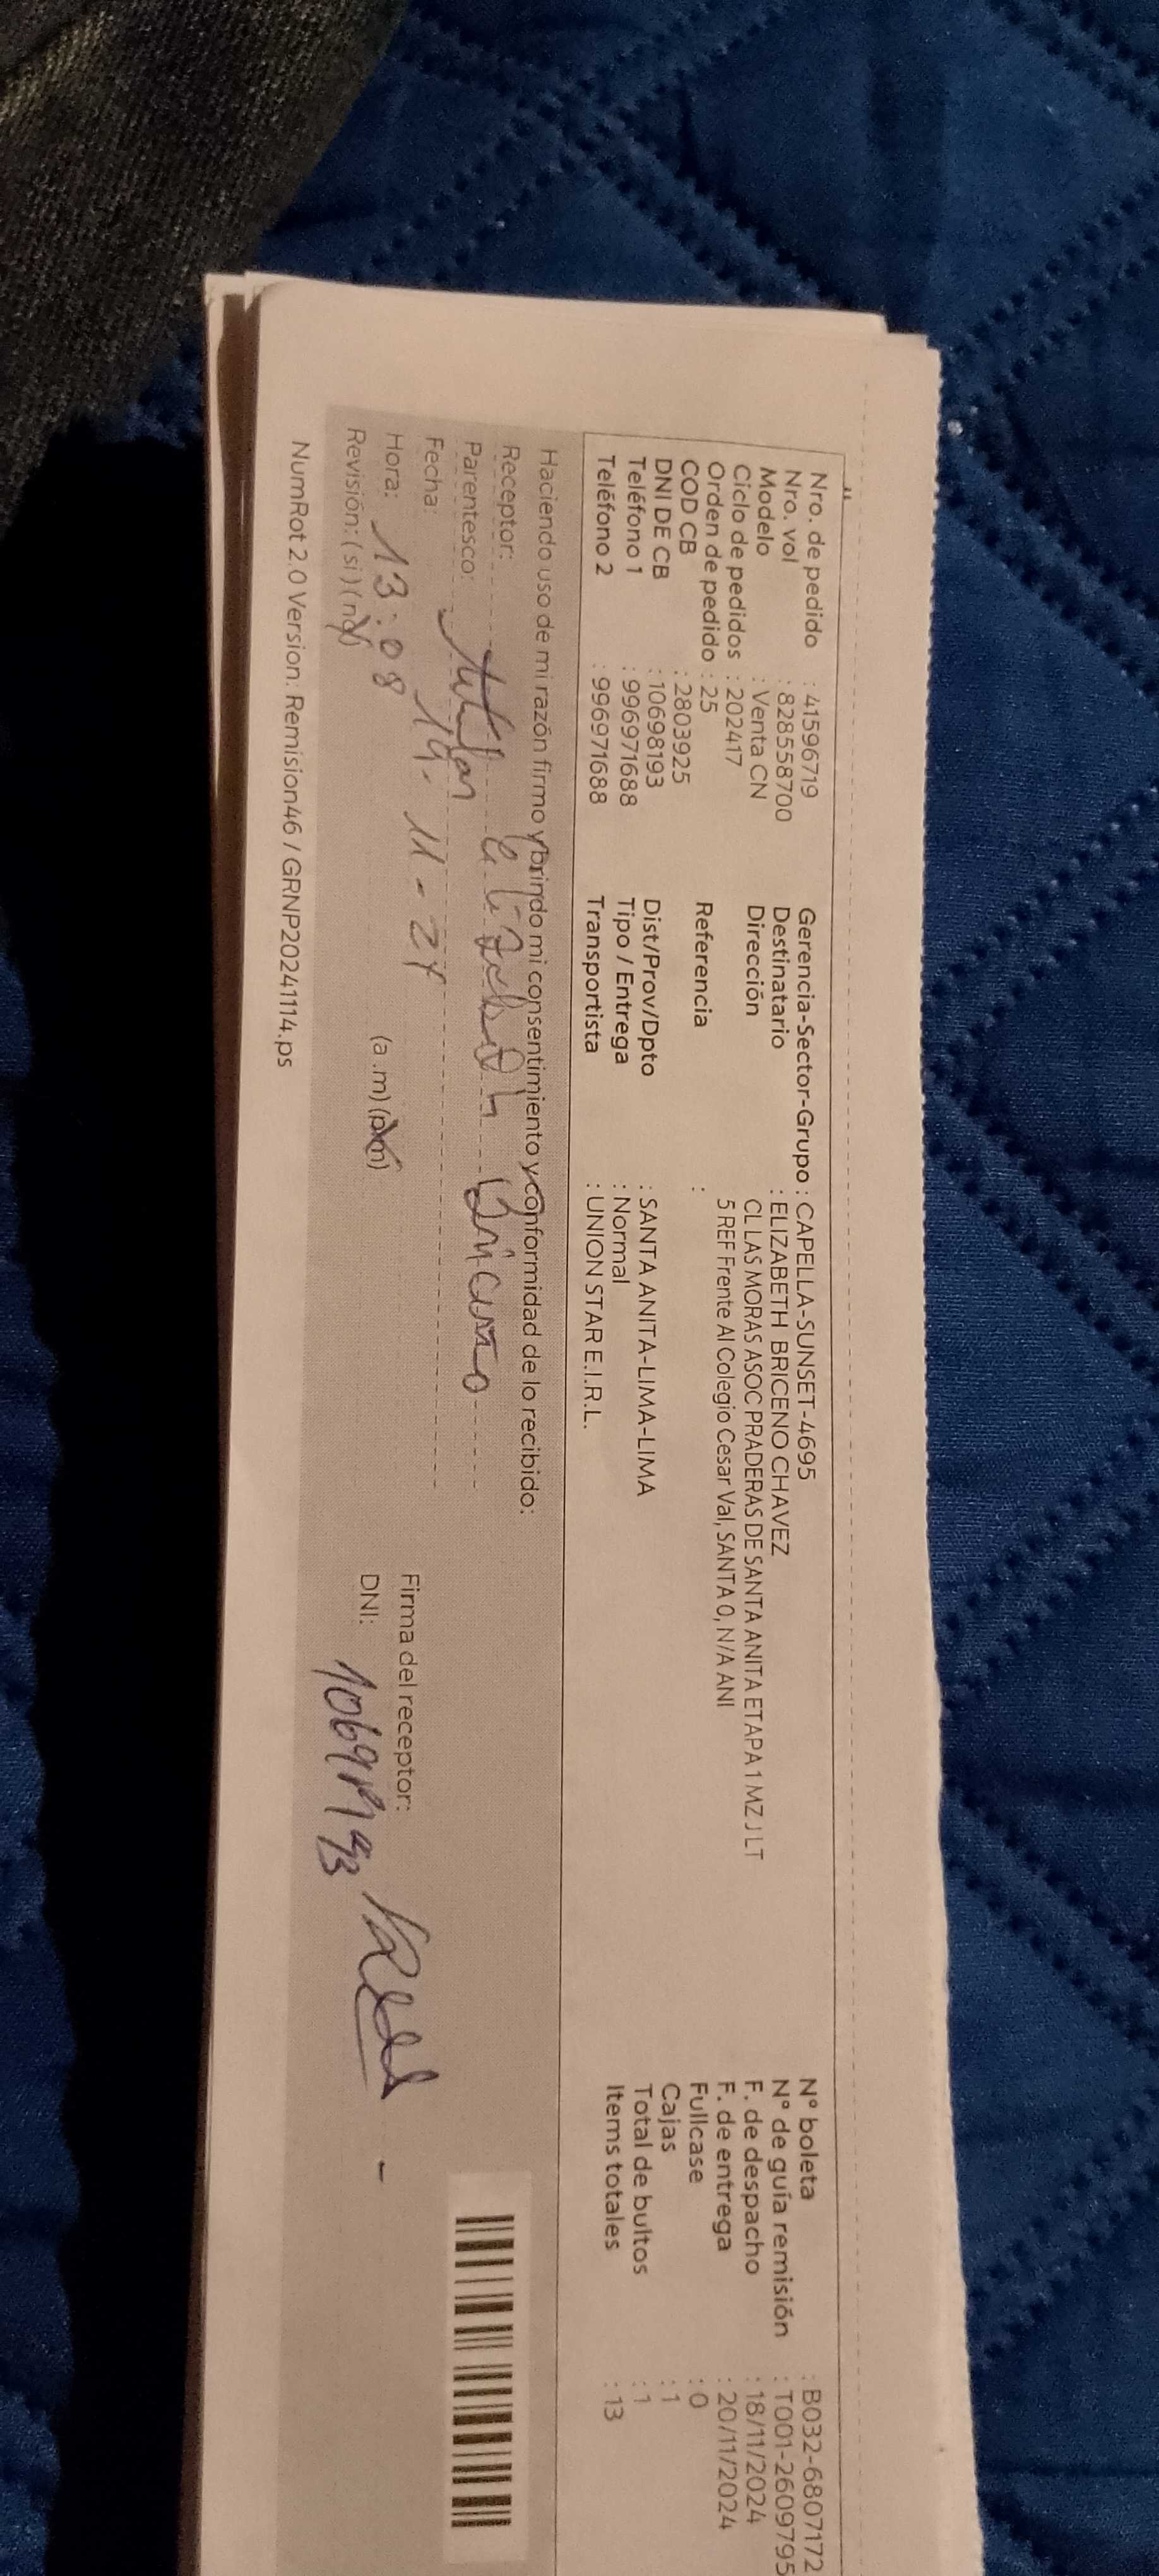 Nro. de pedido : 41596719
Nro. vol : 828558700
Modelo : Venta CN
Ciclo de pedidos : 202417
Orden de pedido : 25
COD CB : 2803925
DNI DE CB : 10698193
Teléfono 1 : 996971688
Teléfono 2 : 996971688
Gerencia-Sector-Grupo : CAPELLA-SUNSET-4695
Destinatario : ELIZABETH BRICENO CHAVEZ
Dirección CL LAS MORAS ASOC PRADERAS DE SANTA ANITA ETAPA 1 MZ J LT
5 REF Frente Al Colegio Cesar Val, SANTA 0, N/A ANI
Referencia :
Dist/Prov/Dpto : SANTA ANITA-LIMA-LIMA
Tipo / Entrega : Normal
Transportista : UNION STAR E.I.R.L.
N° boleta : B032-6807172
N° de guía remisión : T001-2609795
F. de despacho : 18/11/2024
F. de entrega : 20/11/2024
Fullcase : 0
Cajas : 1
Total de bultos : 1
Items totales : 13
Haciendo uso de mi razón firmo y brindo mi consentimiento y conformidad de lo recibido:
Receptor: Elizabeth Briceño
Parentesco: titular
Fecha: 11-24
Hora: 13:08 (a.m) (p.m)
Revisión: (si) (no)
Firma del receptor:
DNI: 10698193
NumRot 2.0 Version: Remision46 / GRNP20241114.ps